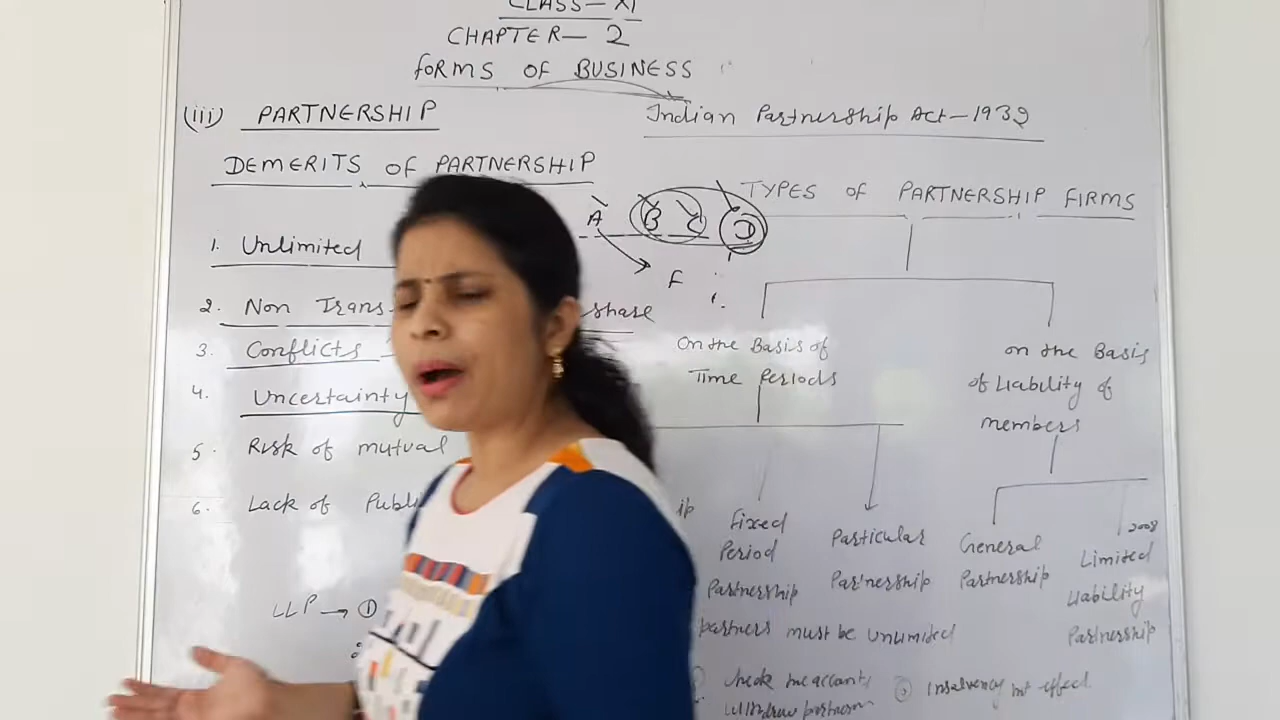 CLASS—XI
CHAPTER— 2
FORMS OF BUSINESS
(iii) PARTNERSHIP
Indian Partnership Act—1932
DEMERITS OF PARTNERSHIP
1. Unlimited
2. Non Trans
share
3. Conflicts
4. Uncertainty
5. Risk of mutual
6. Lack of Publi
LLP → ①
A B C D
F
TYPES OF PARTNERSHIP FIRMS
On the Basis of
Time Periods
on the Basis
of Liability of
members
ip
Fixed
Period
Partnership
Particular
Partnership
General
Partnership
2008
Limited
Liability
Partnership
partners must be unlimited
check the accounts
withdraw partner
insolvency not effect